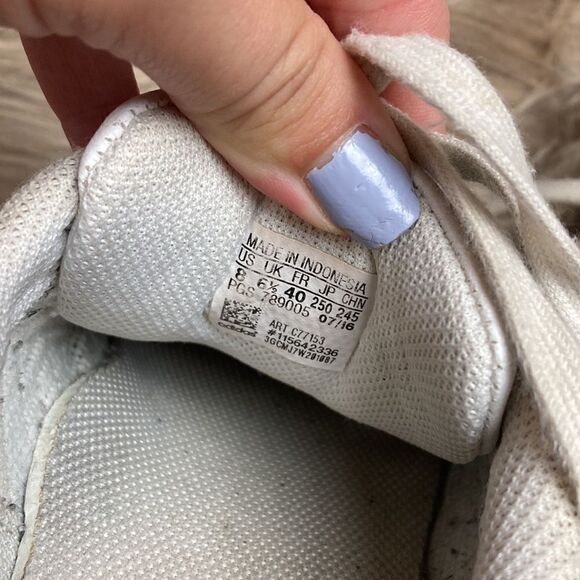 MADE IN INDONESIA
US UK FR JP CHN
8 6½ 40 250 245
PGS 789005 07/16
adidas
ART C77153
#115642336
3GCMJ7W291087